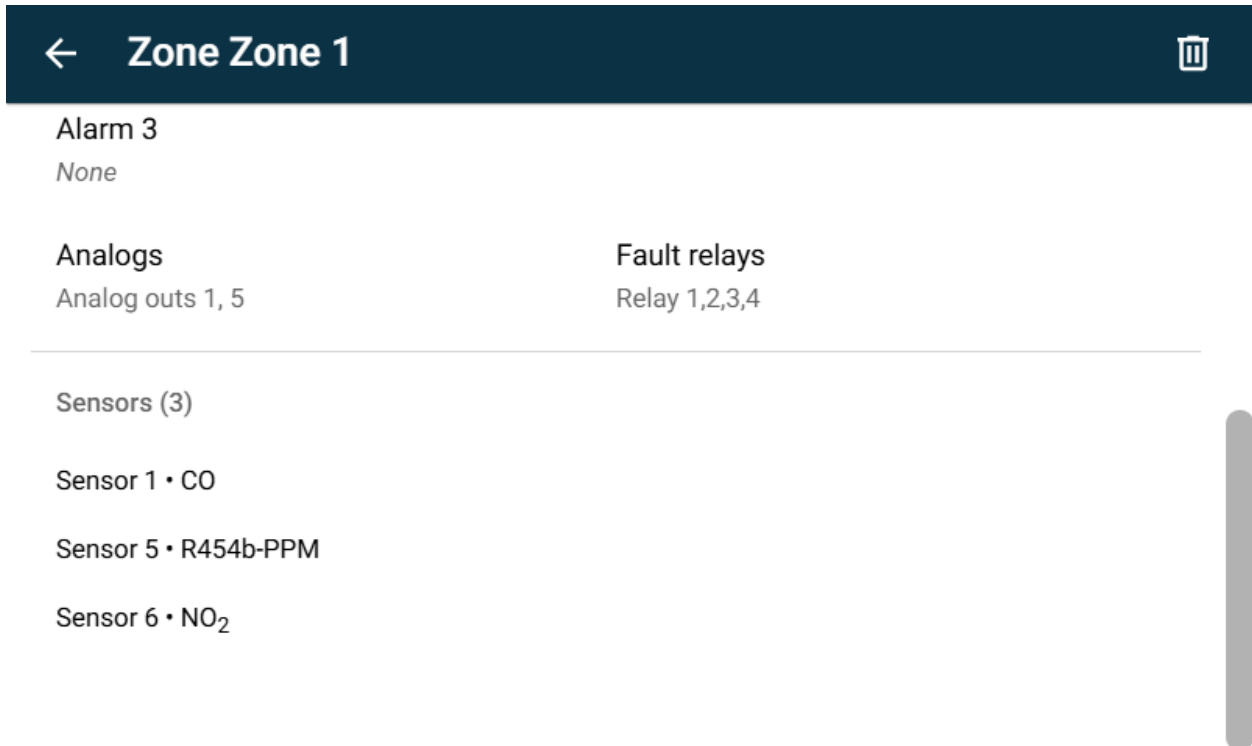 Zone Zone 1
Alarm 3
None
Analogs
Analog outs 1, 5
Fault relays
Relay 1,2,3,4
Sensors (3)
Sensor 1 • CO
Sensor 5 • R454b-PPM
Sensor 6 • NO₂